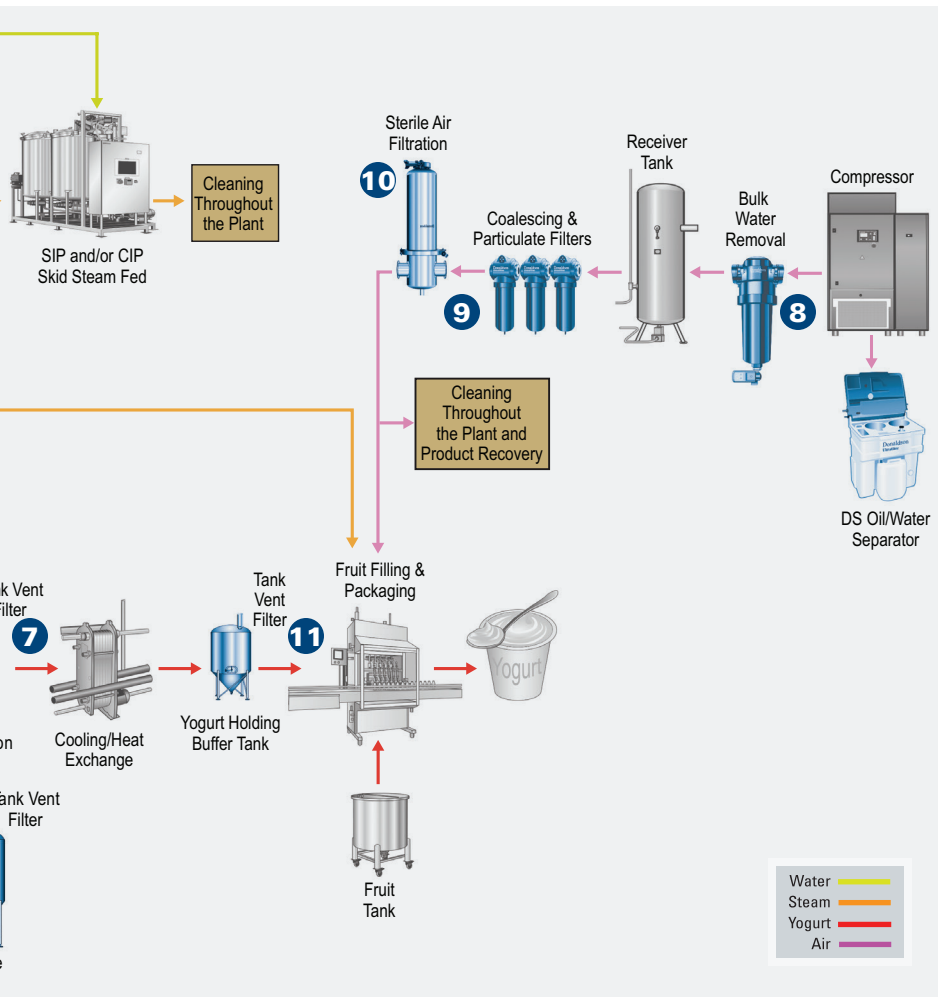 Sterile Air
Filtration
10
Receiver
Tank
Compressor
Cleaning
Throughout
the Plant
Coalescing &
Particulate Filters
Bulk
Water
Removal
SIP and/or CIP
Skid Steam Fed
9
8
Cleaning
Throughout
the Plant and
Product Recovery
Donaldson
DS Oil/Water
Separator
Tank
Vent
Filter
Fruit Filling &
Packaging
k Vent
Filter
7
11
Yogurt
Yogurt Holding
Buffer Tank
on
Cooling/Heat
Exchange
Tank Vent
Filter
Fruit
Tank
e
Water
Steam
Yogurt
Air